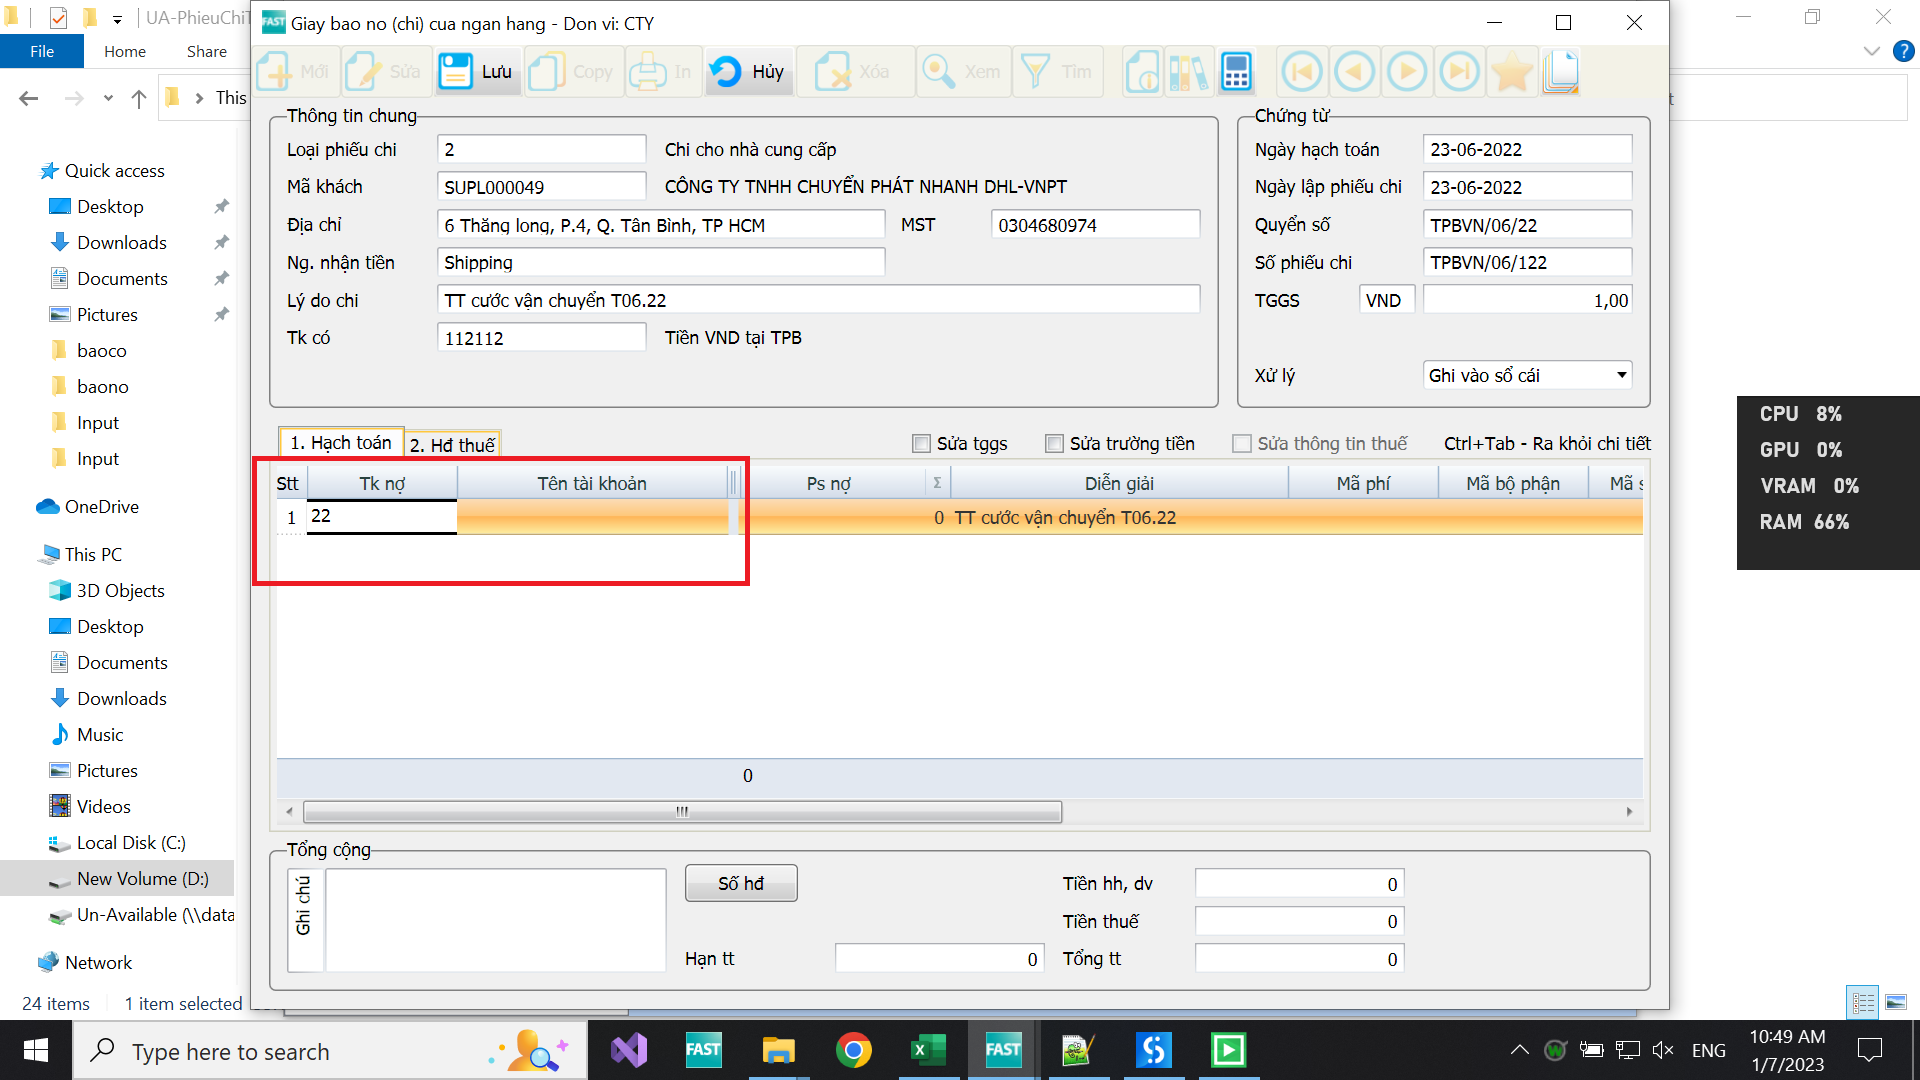 UA-PhieuChiT
FAST Giay bao no (chi) cua ngan hang - Don vi: CTY
File Home Share
Mới Sửa Lưu Copy In Hủy Xóa Xem Tìm
This
Quick access
Desktop
Downloads
Documents
Pictures
baoco
baono
Input
Input
OneDrive
This PC
3D Objects
Desktop
Documents
Downloads
Music
Pictures
Videos
Local Disk (C:)
New Volume (D:)
Un-Available (\\data
Network
24 items 1 item selected
Thông tin chung
Loại phiếu chi 2 Chi cho nhà cung cấp
Mã khách SUPL000049 CÔNG TY TNHH CHUYỂN PHÁT NHANH DHL-VNPT
Địa chỉ 6 Thăng long, P.4, Q. Tân Bình, TP HCM MST 0304680974
Ng. nhận tiền Shipping
Lý do chi TT cước vận chuyển T06.22
Tk có 112112 Tiền VND tại TPB
Chứng từ
Ngày hạch toán 23-06-2022
Ngày lập phiếu chi 23-06-2022
Quyển số TPBVN/06/22
Số phiếu chi TPBVN/06/122
TGGS VND 1,00
Xử lý Ghi vào sổ cái
1. Hạch toán 2. Hđ thuế Sửa tggs Sửa trường tiền Sửa thông tin thuế Ctrl+Tab - Ra khỏi chi tiết
Stt Tk nợ Tên tài khoản Ps nợ Σ Diễn giải Mã phí Mã bộ phận Mã s
1 22 0 TT cước vận chuyển T06.22
0
Tổng cộng
Ghi chú
Số hđ
Tiền hh, dv 0
Tiền thuế 0
Hạn tt 0 Tổng tt 0
CPU 8%
GPU 0%
VRAM 0%
RAM 66%
Type here to search
FAST
FAST
ENG
10:49 AM
1/7/2023